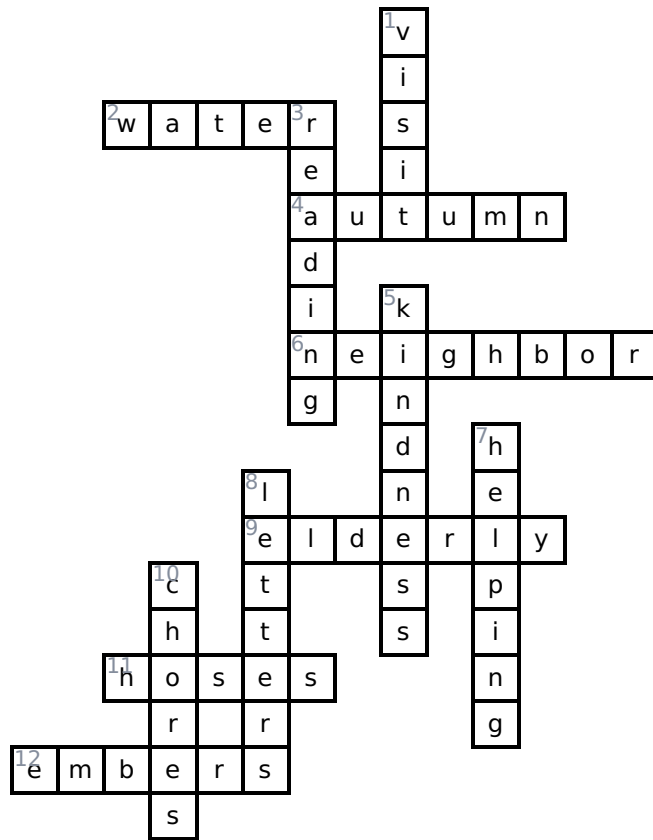 1 v
i
2 w a t e 3 r s
e i
4 a u t u m n
d
i 5 k
6 n e i g h b o r
g n
d 7 h
8 l n e
9 e l d e r l y
10 c t s p
h t s i
11 h o s e s n
r r g
12 e m b e r s
s